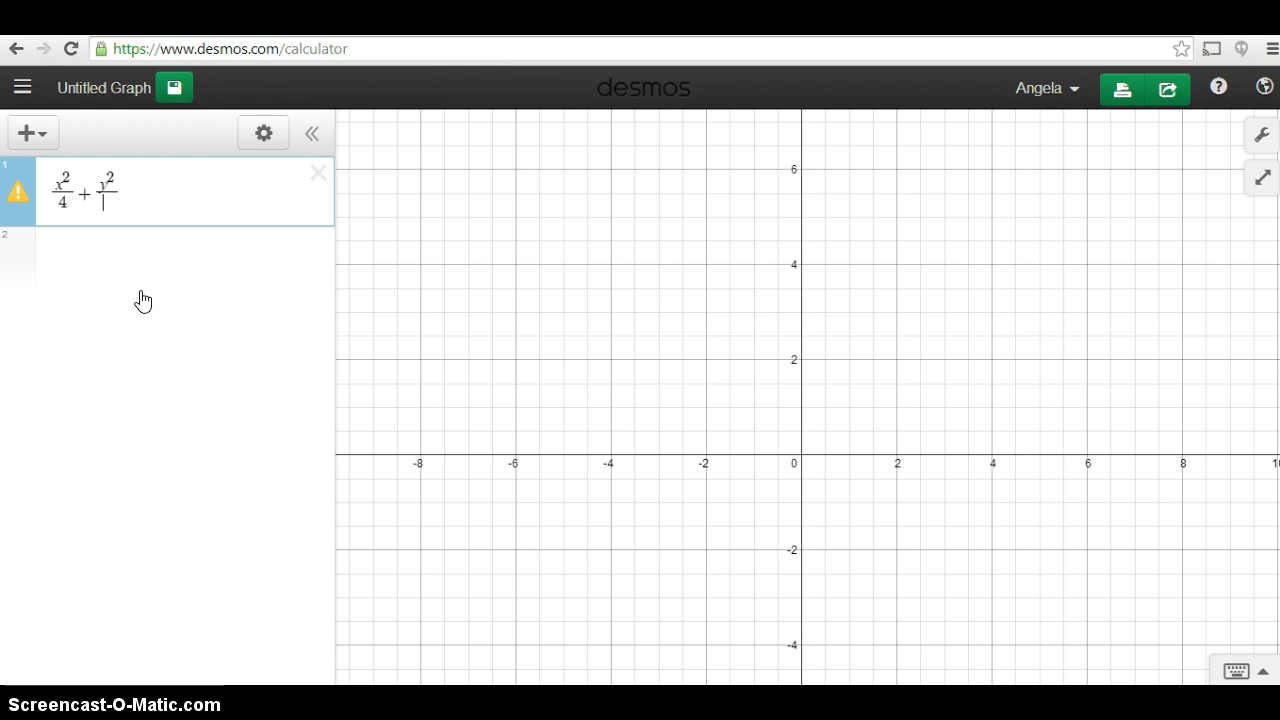 https://www.desmos.com/calculator
Untitled Graph
desmos
Angela
1
x²/4 + y²/
2
6
4
2
-8 -6 -4 -2 0 2 4 6 8 10
-2
-4
Screencast-O-Matic.com